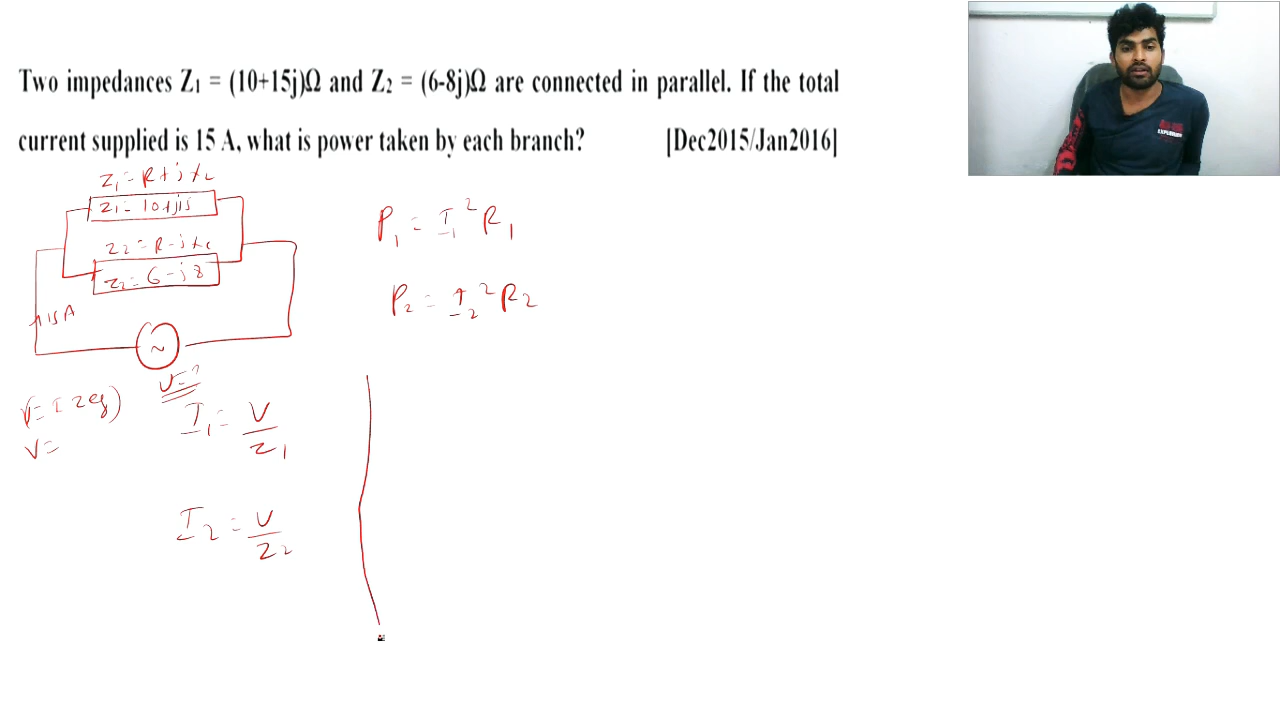 Two impedances Z1 = (10+15j)Ω and Z2 = (6-8j)Ω are connected in parallel. If the total
current supplied is 15 A, what is power taken by each branch? [Dec2015/Jan2016]
Z1 = R + j XL
Z1 = 10 + j15
Z2 = R - j Xc
Z2 = 6 - j 8
15A
~
V = ?
P1 = I1² R1
P2 = I2² R2
V = I Zeq)
V =
I1 = V/Z1
I2 = V/Z2